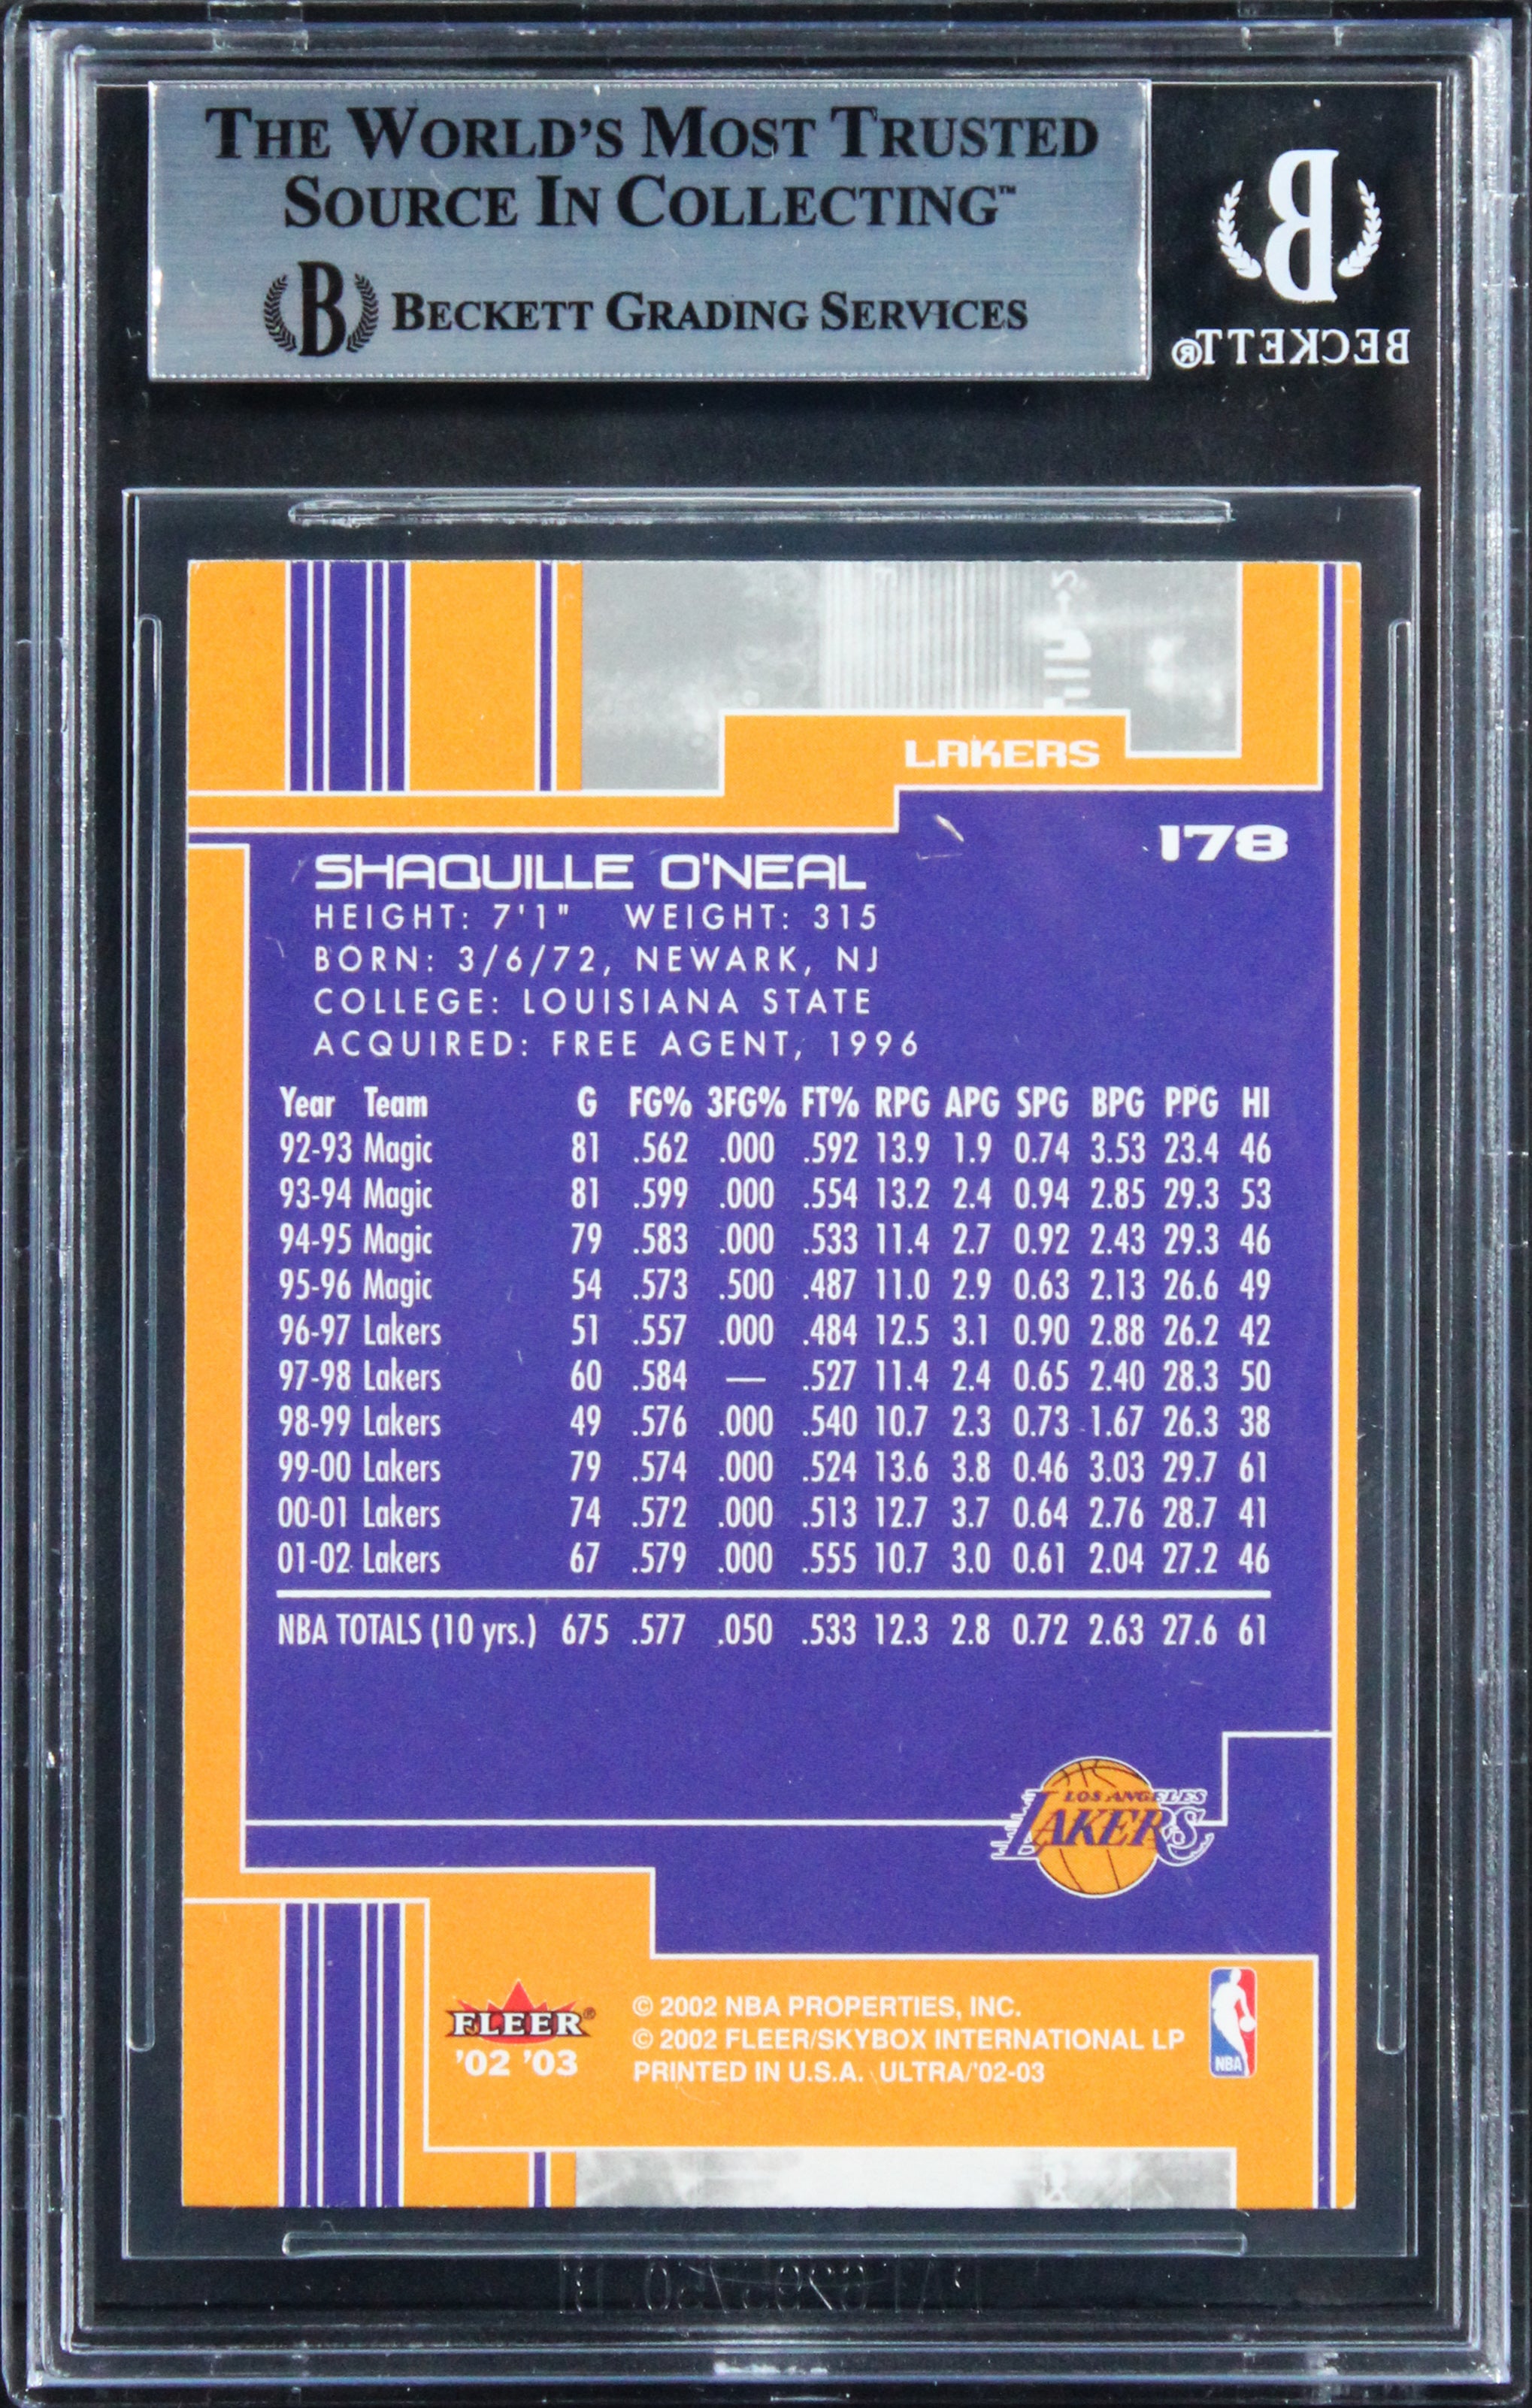 THE WORLD'S MOST TRUSTED
SOURCE IN COLLECTING™
B BECKETT GRADING SERVICES
B
BECKETT®
LAKERS
178
SHAQUILLE O'NEAL
HEIGHT: 7'1" WEIGHT: 315
BORN: 3/6/72, NEWARK, NJ
COLLEGE: LOUISIANA STATE
ACQUIRED: FREE AGENT, 1996
Year Team G FG% 3FG% FT% RPG APG SPG BPG PPG HI
92-93 Magic 81 .562 .000 .592 13.9 1.9 0.74 3.53 23.4 46
93-94 Magic 81 .599 .000 .554 13.2 2.4 0.94 2.85 29.3 53
94-95 Magic 79 .583 .000 .533 11.4 2.7 0.92 2.43 29.3 46
95-96 Magic 54 .573 .500 .487 11.0 2.9 0.63 2.13 26.6 49
96-97 Lakers 51 .557 .000 .484 12.5 3.1 0.90 2.88 26.2 42
97-98 Lakers 60 .584 — .527 11.4 2.4 0.65 2.40 28.3 50
98-99 Lakers 49 .576 .000 .540 10.7 2.3 0.73 1.67 26.3 38
99-00 Lakers 79 .574 .000 .524 13.6 3.8 0.46 3.03 29.7 61
00-01 Lakers 74 .572 .000 .513 12.7 3.7 0.64 2.76 28.7 41
01-02 Lakers 67 .579 .000 .555 10.7 3.0 0.61 2.04 27.2 46
NBA TOTALS (10 yrs.) 675 .577 .050 .533 12.3 2.8 0.72 2.63 27.6 61
LOS ANGELES
LAKERS
FLEER®
'02 '03
© 2002 NBA PROPERTIES, INC.
© 2002 FLEER/SKYBOX INTERNATIONAL LP
PRINTED IN U.S.A. ULTRA/'02-03
NBA